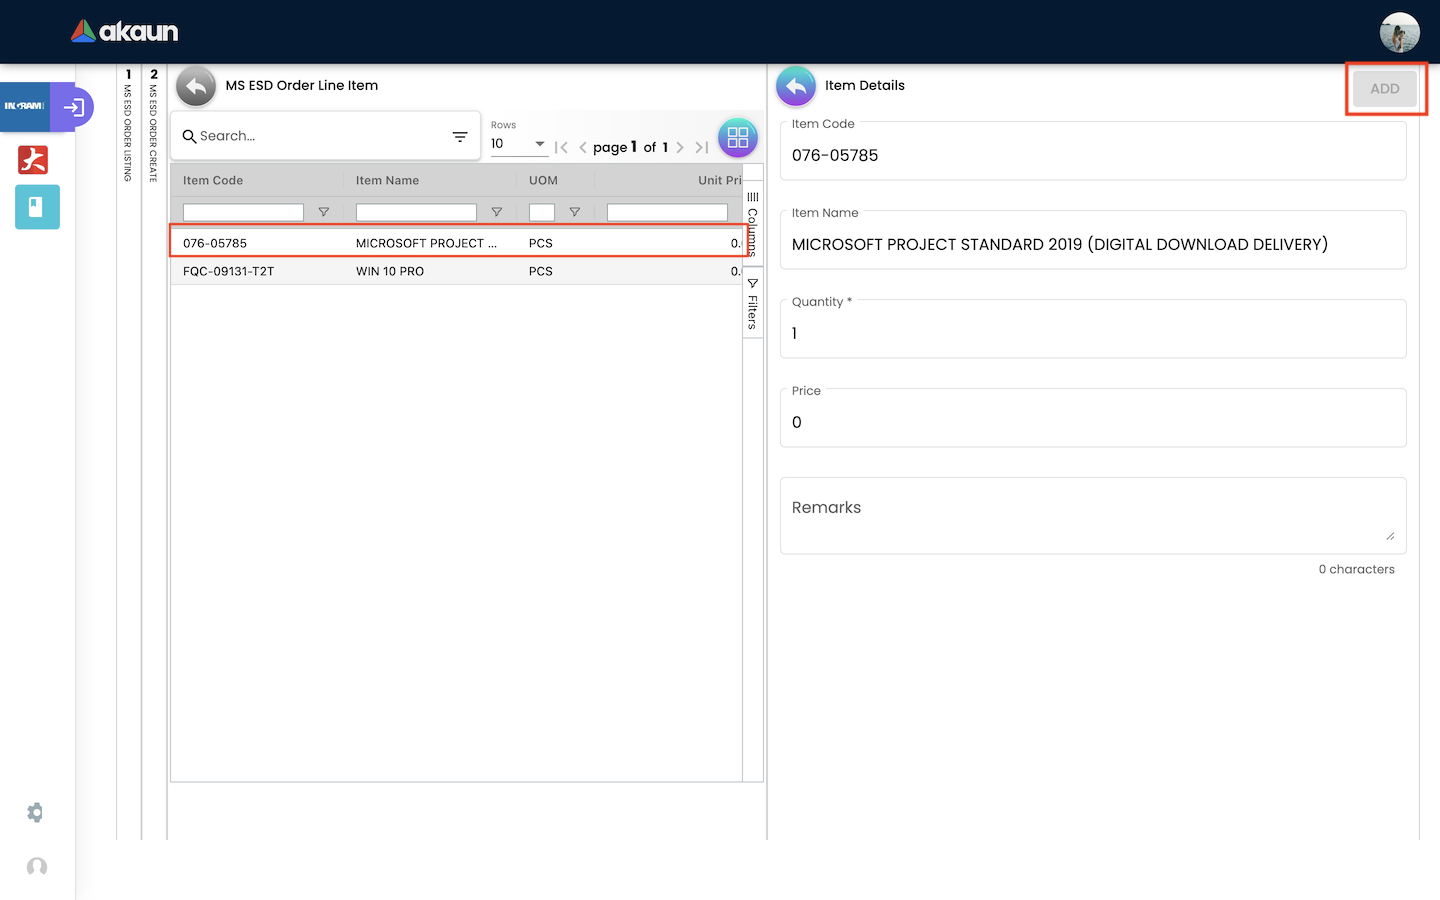 akaun
INGRAM
大
1 MS ESD ORDER LISTING
2 MS ESD ORDER CREATE
MS ESD Order Line Item
Search...
Rows
10
page 1 of 1
Item Code Item Name UOM Unit Pri
076-05785 MICROSOFT PROJECT ... PCS 0.
FQC-09131-T2T WIN 10 PRO PCS 0.
Columns
Filters
Item Details
ADD
Item Code
076-05785
Item Name
MICROSOFT PROJECT STANDARD 2019 (DIGITAL DOWNLOAD DELIVERY)
Quantity *
1
Price
0
Remarks
0 characters